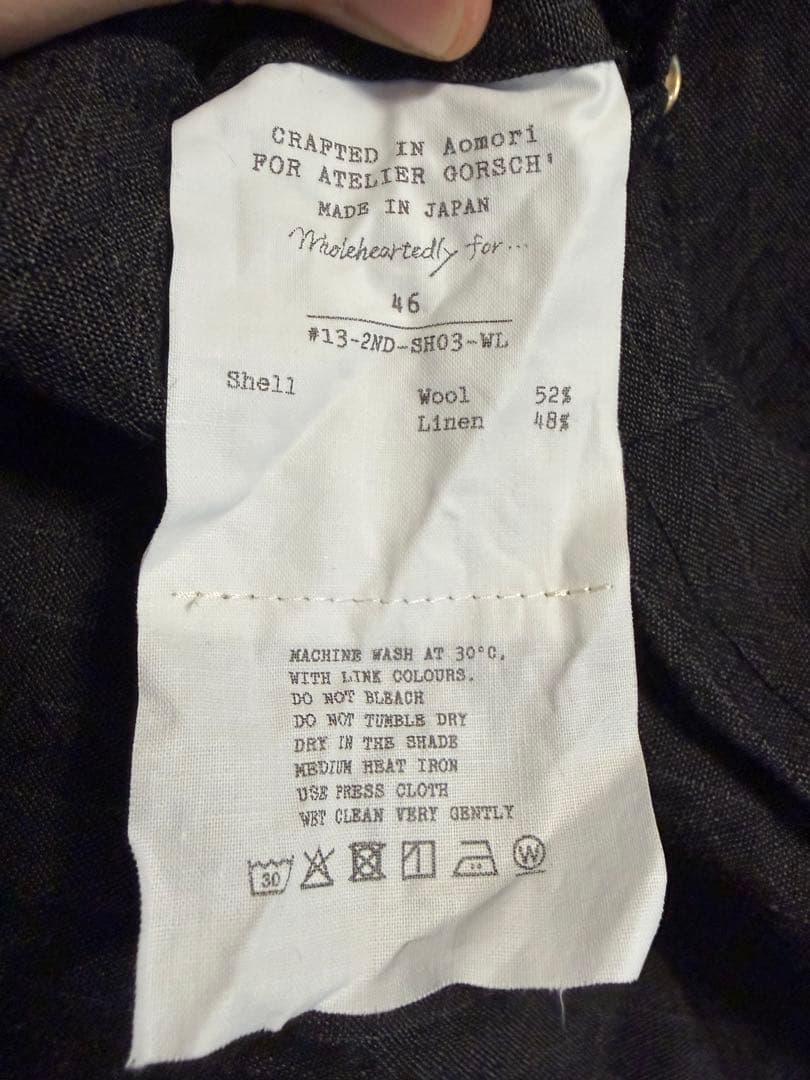 CRAFTED IN Aomori
FOR ATELIER GORSCH'
MADE IN JAPAN
Wholeheartedly for...
46
#13-2ND-SH03-WL
Shell
Wool 52%
Linen 48%
MACHINE WASH AT 30°C,
WITH LINK COLOURS.
DO NOT BLEACH
DO NOT TUMBLE DRY
DRY IN THE SHADE
MEDIUM HEAT IRON
USE PRESS CLOTH
WET CLEAN VERY GENTLY
30 W